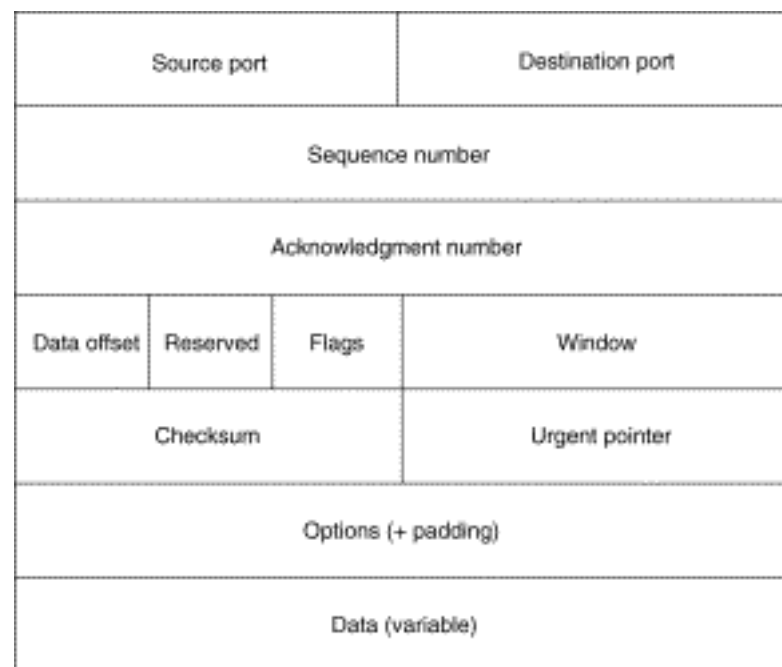 Source port
Destination port
Sequence number
Acknowledgment number
Data offset
Reserved
Flags
Window
Checksum
Urgent pointer
Options (+ padding)
Data (variable)